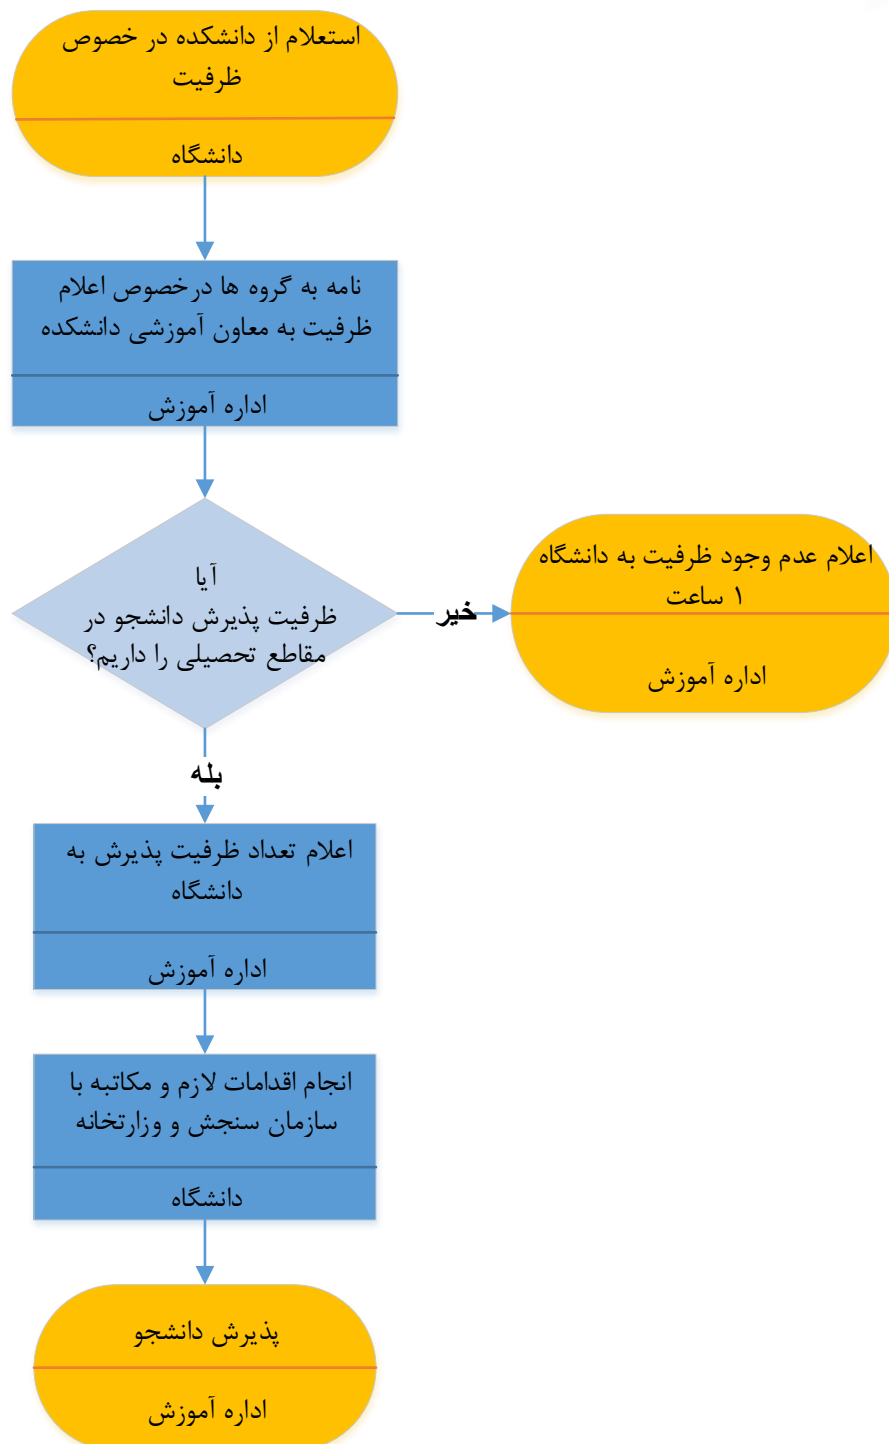 استعلام از دانشکده در خصوص
ظرفیت
دانشگاه
نامه به گروه ها درخصوص اعلام
ظرفیت به معاون آموزشی دانشکده
اداره آموزش
آیا
ظرفیت پذیرش دانشجو در
مقاطع تحصیلی را داریم؟
خیر
اعلام عدم وجود ظرفیت به دانشگاه
۱ ساعت
اداره آموزش
بله
اعلام تعداد ظرفیت پذیرش به
دانشگاه
اداره آموزش
انجام اقدامات لازم و مکاتبه با
سازمان سنجش و وزارتخانه
دانشگاه
پذیرش دانشجو
اداره آموزش